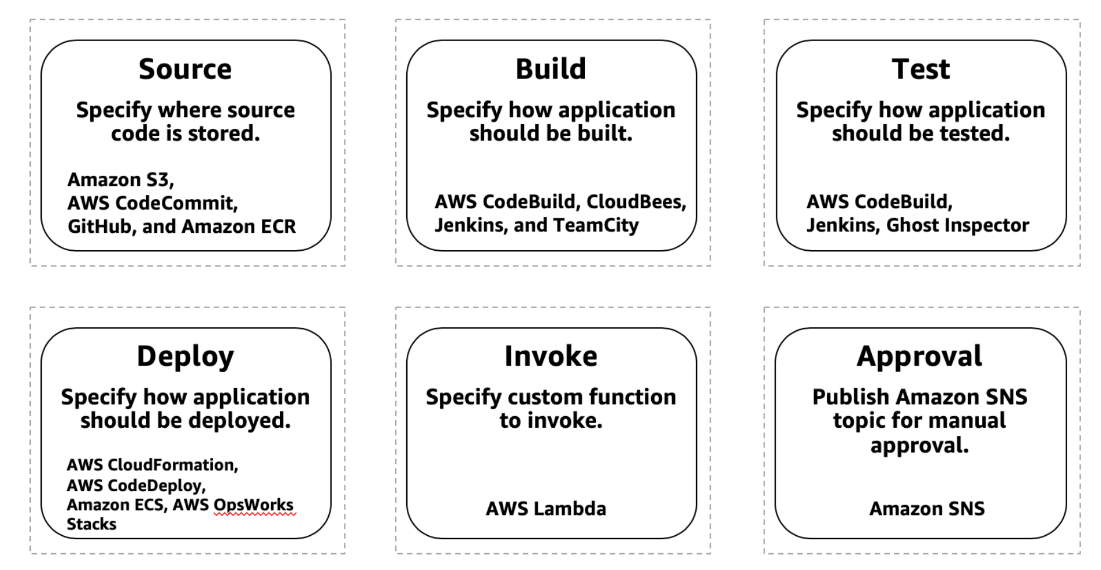 Source
Specify where source
code is stored.
Amazon S3,
AWS CodeCommit,
GitHub, and Amazon ECR
Build
Specify how application
should be built.
AWS CodeBuild, CloudBees,
Jenkins, and TeamCity
Test
Specify how application
should be tested.
AWS CodeBuild,
Jenkins, Ghost Inspector
Deploy
Specify how application
should be deployed.
AWS CloudFormation,
AWS CodeDeploy,
Amazon ECS, AWS OpsWorks
Stacks
Invoke
Specify custom function
to invoke.
AWS Lambda
Approval
Publish Amazon SNS
topic for manual
approval.
Amazon SNS